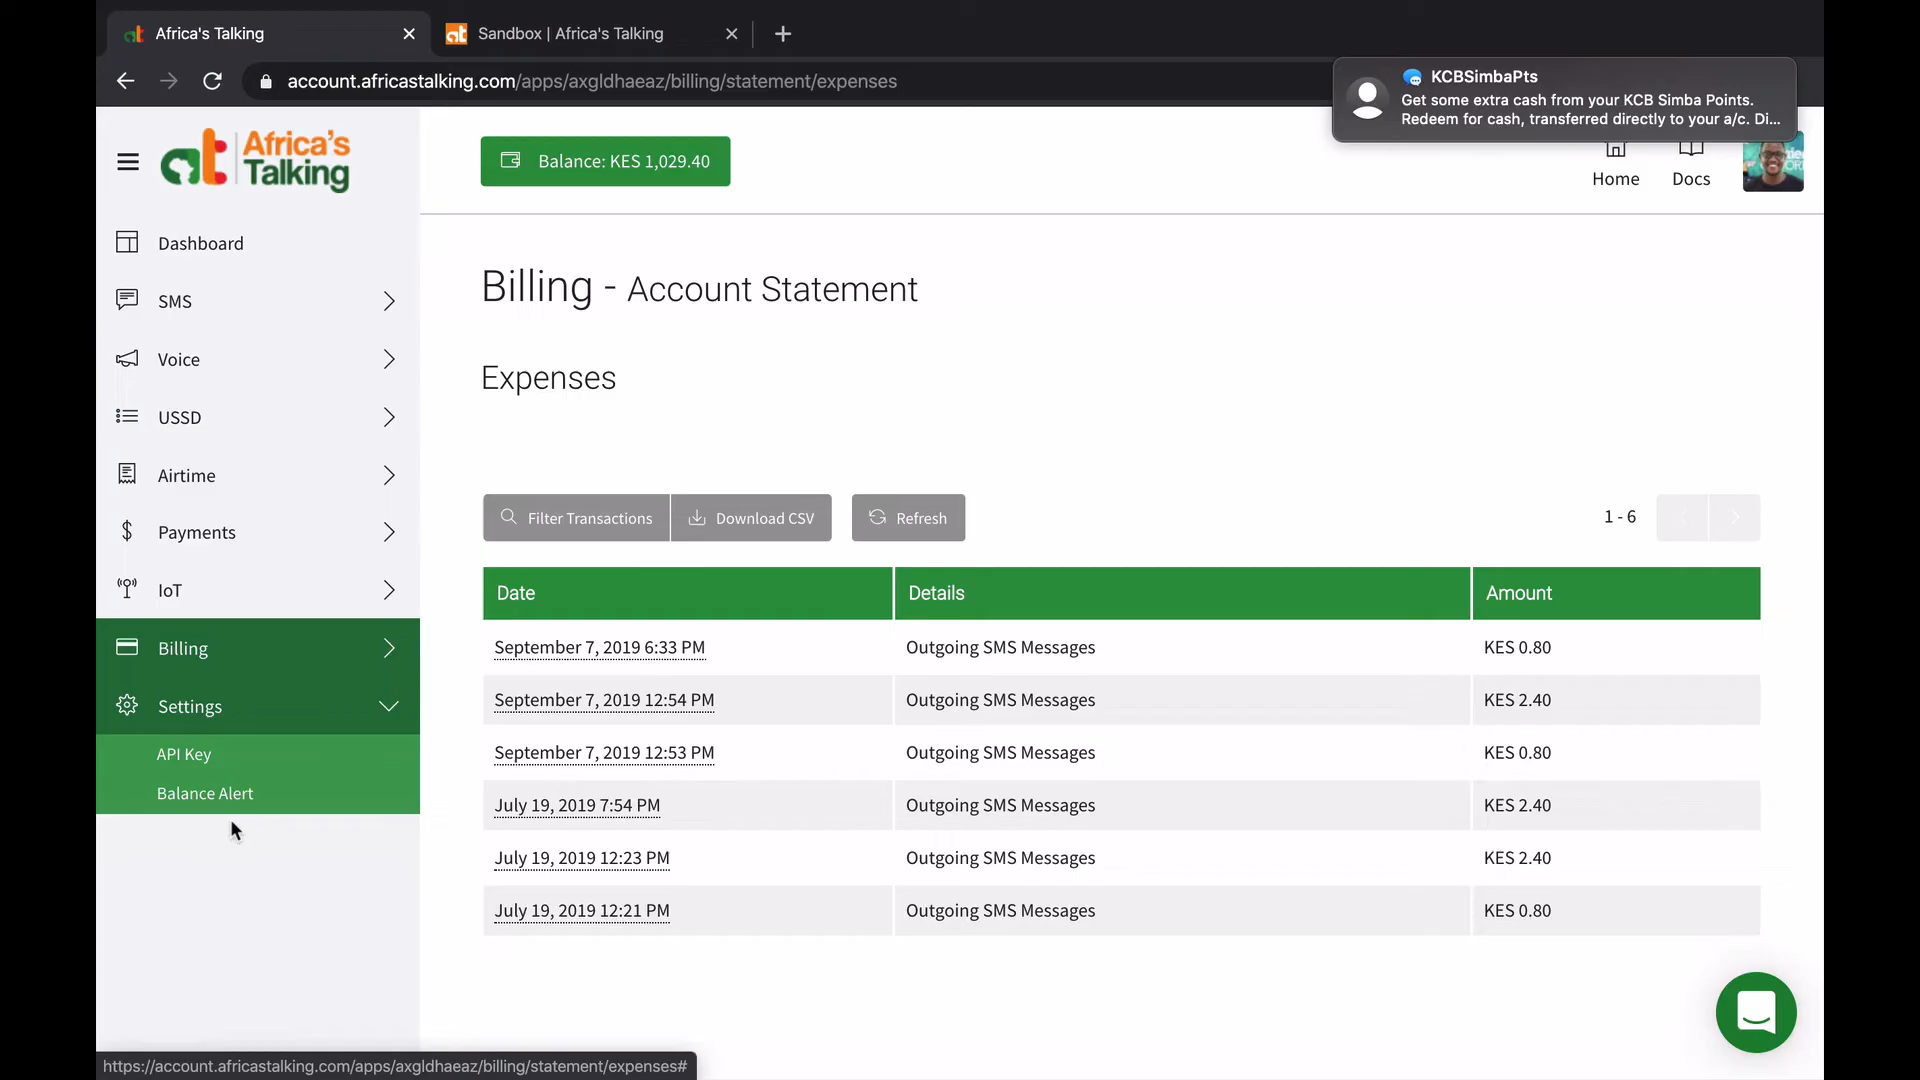 Africa's Talking
Sandbox | Africa's Talking
account.africastalking.com/apps/axgldhaeaz/billing/statement/expenses
KCBSimbaPts
Get some extra cash from your KCB Simba Points.
Redeem for cash, transferred directly to your a/c. Di...
at Africa's
Talking
Balance: KES 1,029.40
Home
Docs
Dashboard
SMS
Voice
USSD
Airtime
Payments
IoT
Billing
Settings
API Key
Balance Alert
Billing - Account Statement
Expenses
Filter Transactions
Download CSV
Refresh
1 - 6
Date Details Amount
September 7, 2019 6:33 PM Outgoing SMS Messages KES 0.80
September 7, 2019 12:54 PM Outgoing SMS Messages KES 2.40
September 7, 2019 12:53 PM Outgoing SMS Messages KES 0.80
July 19, 2019 7:54 PM Outgoing SMS Messages KES 2.40
July 19, 2019 12:23 PM Outgoing SMS Messages KES 2.40
July 19, 2019 12:21 PM Outgoing SMS Messages KES 0.80
https://account.africastalking.com/apps/axgldhaeaz/billing/statement/expenses#